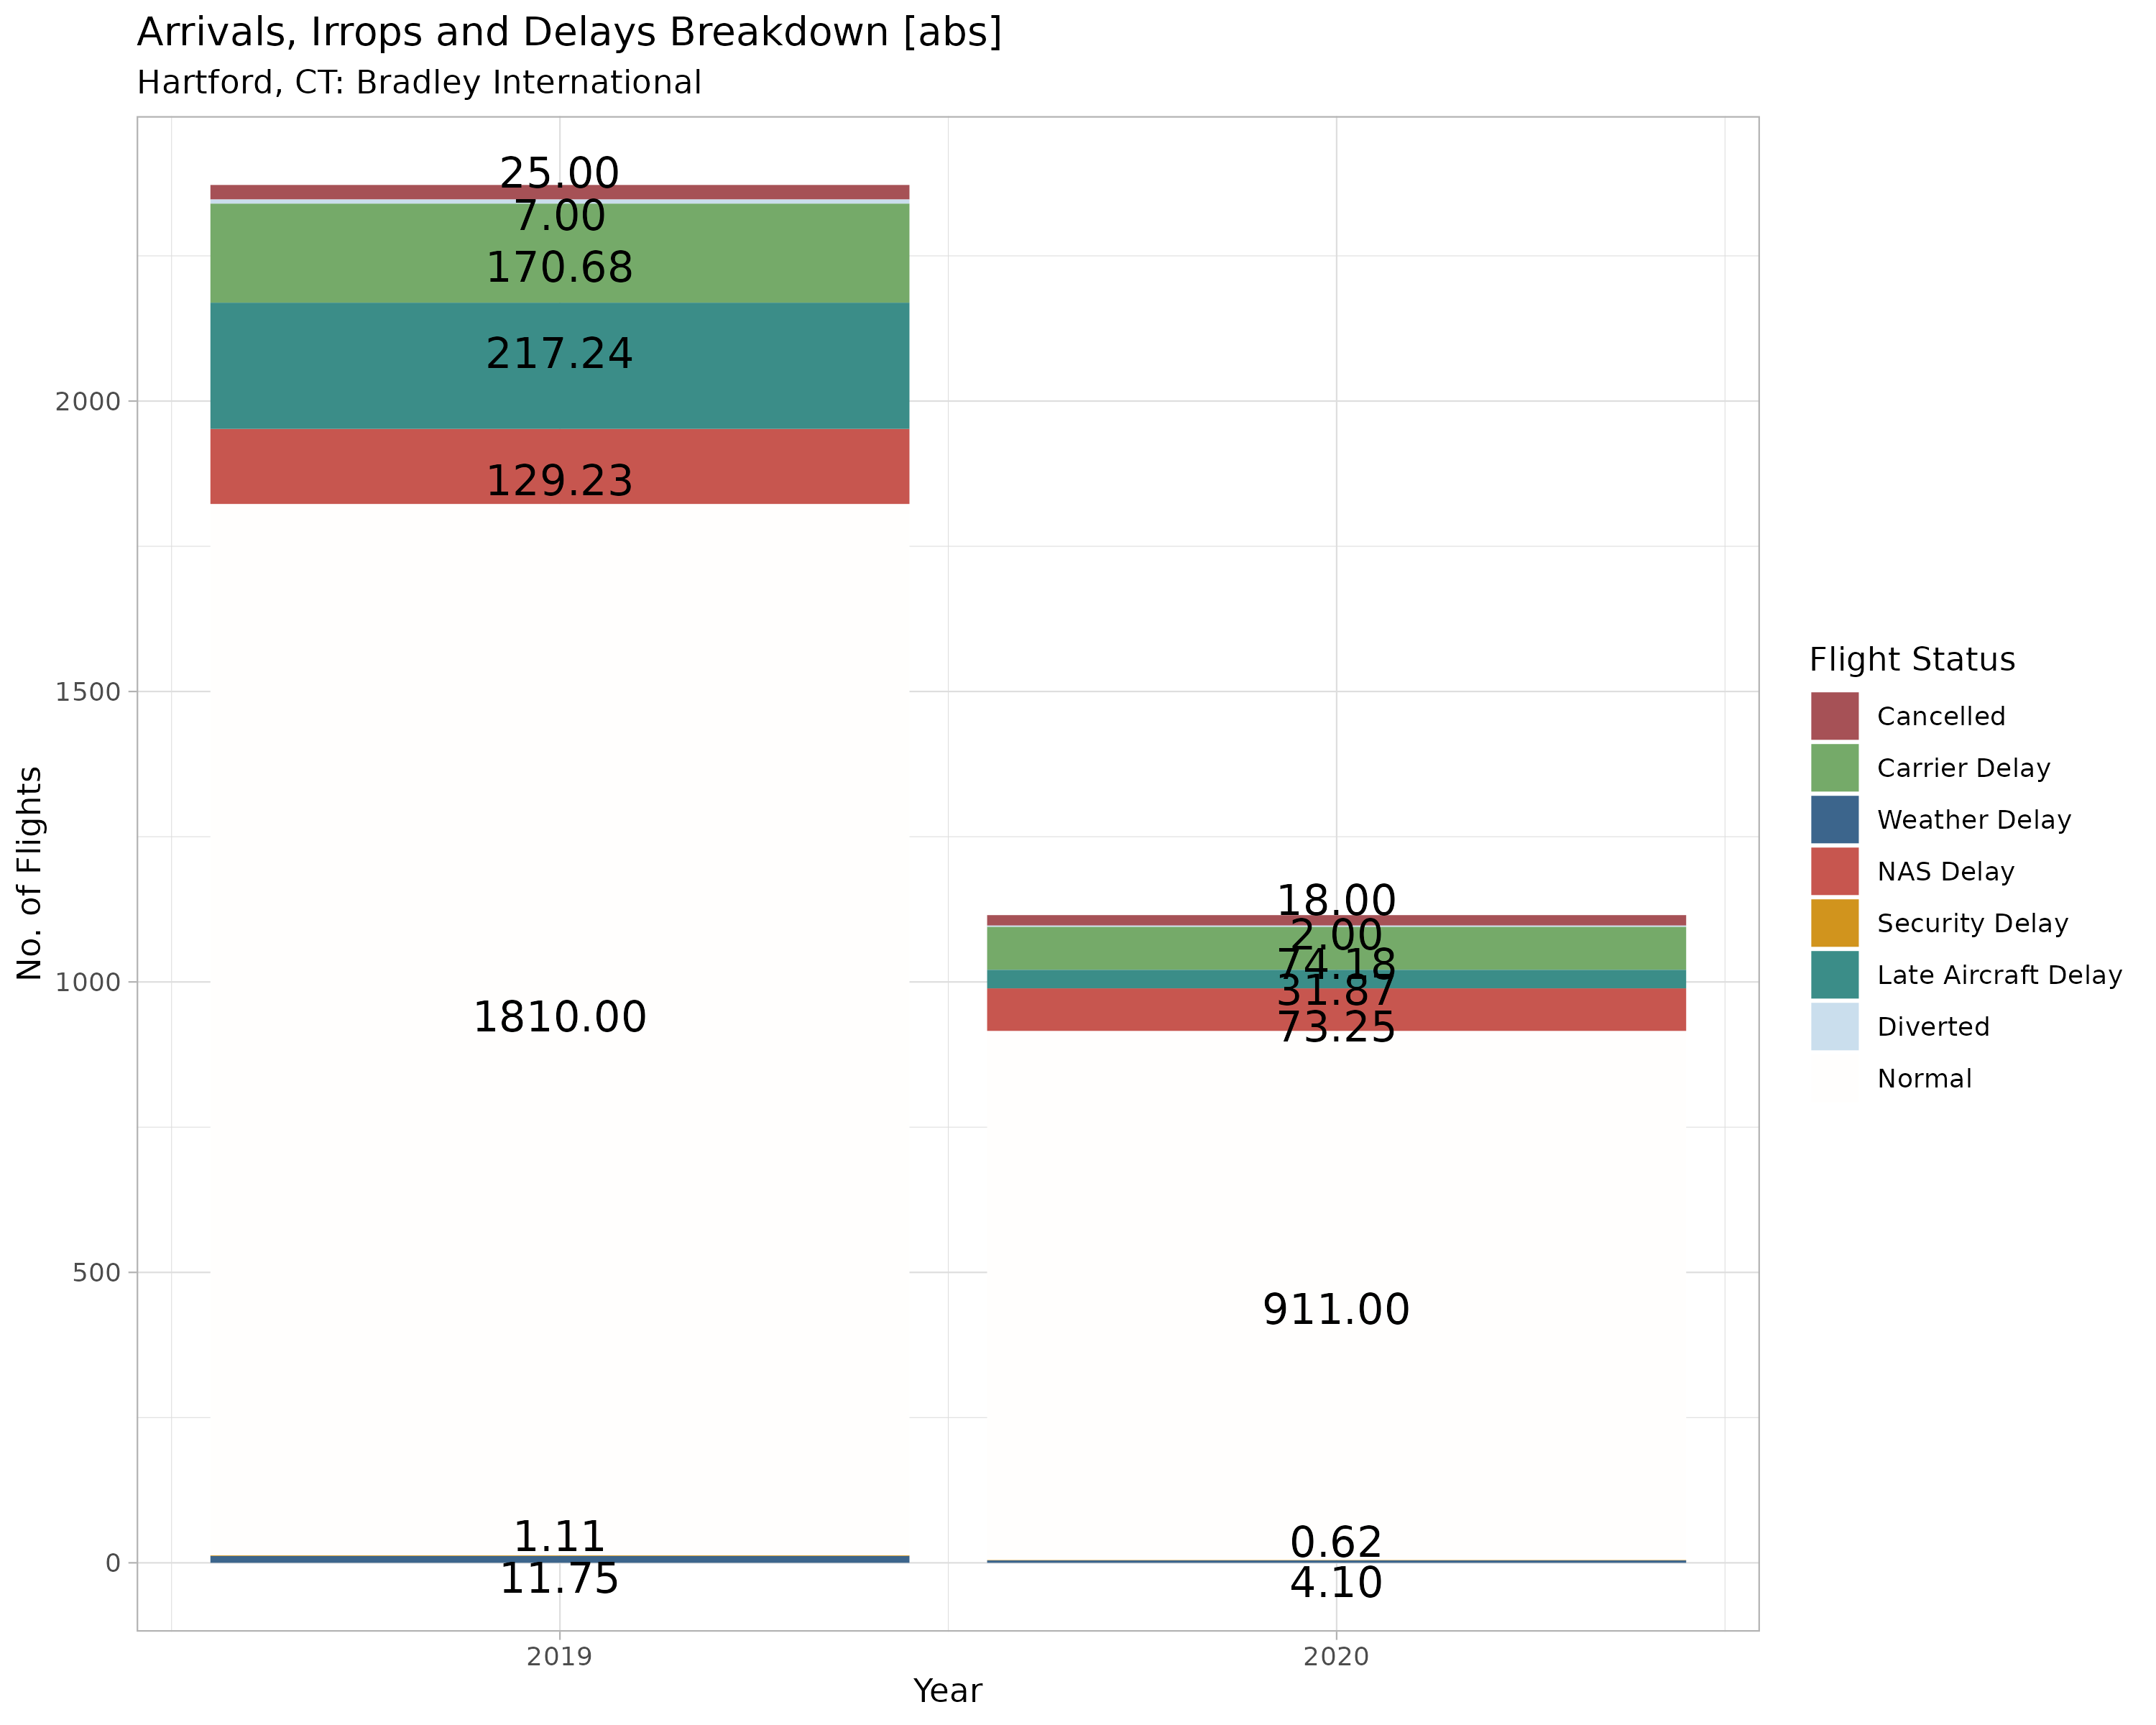 Arrivals, Irrops and Delays Breakdown [abs]
Hartford, CT: Bradley International
25.00
7.00
170.68
217.24
129.23
1810.00
1.11
11.75
18.00
2.00
74.18
31.87
73.25
911.00
0.62
4.10
2000
1500
1000
500
0
No. of Flights
2019
2020
Year
Flight Status
Cancelled
Carrier Delay
Weather Delay
NAS Delay
Security Delay
Late Aircraft Delay
Diverted
Normal